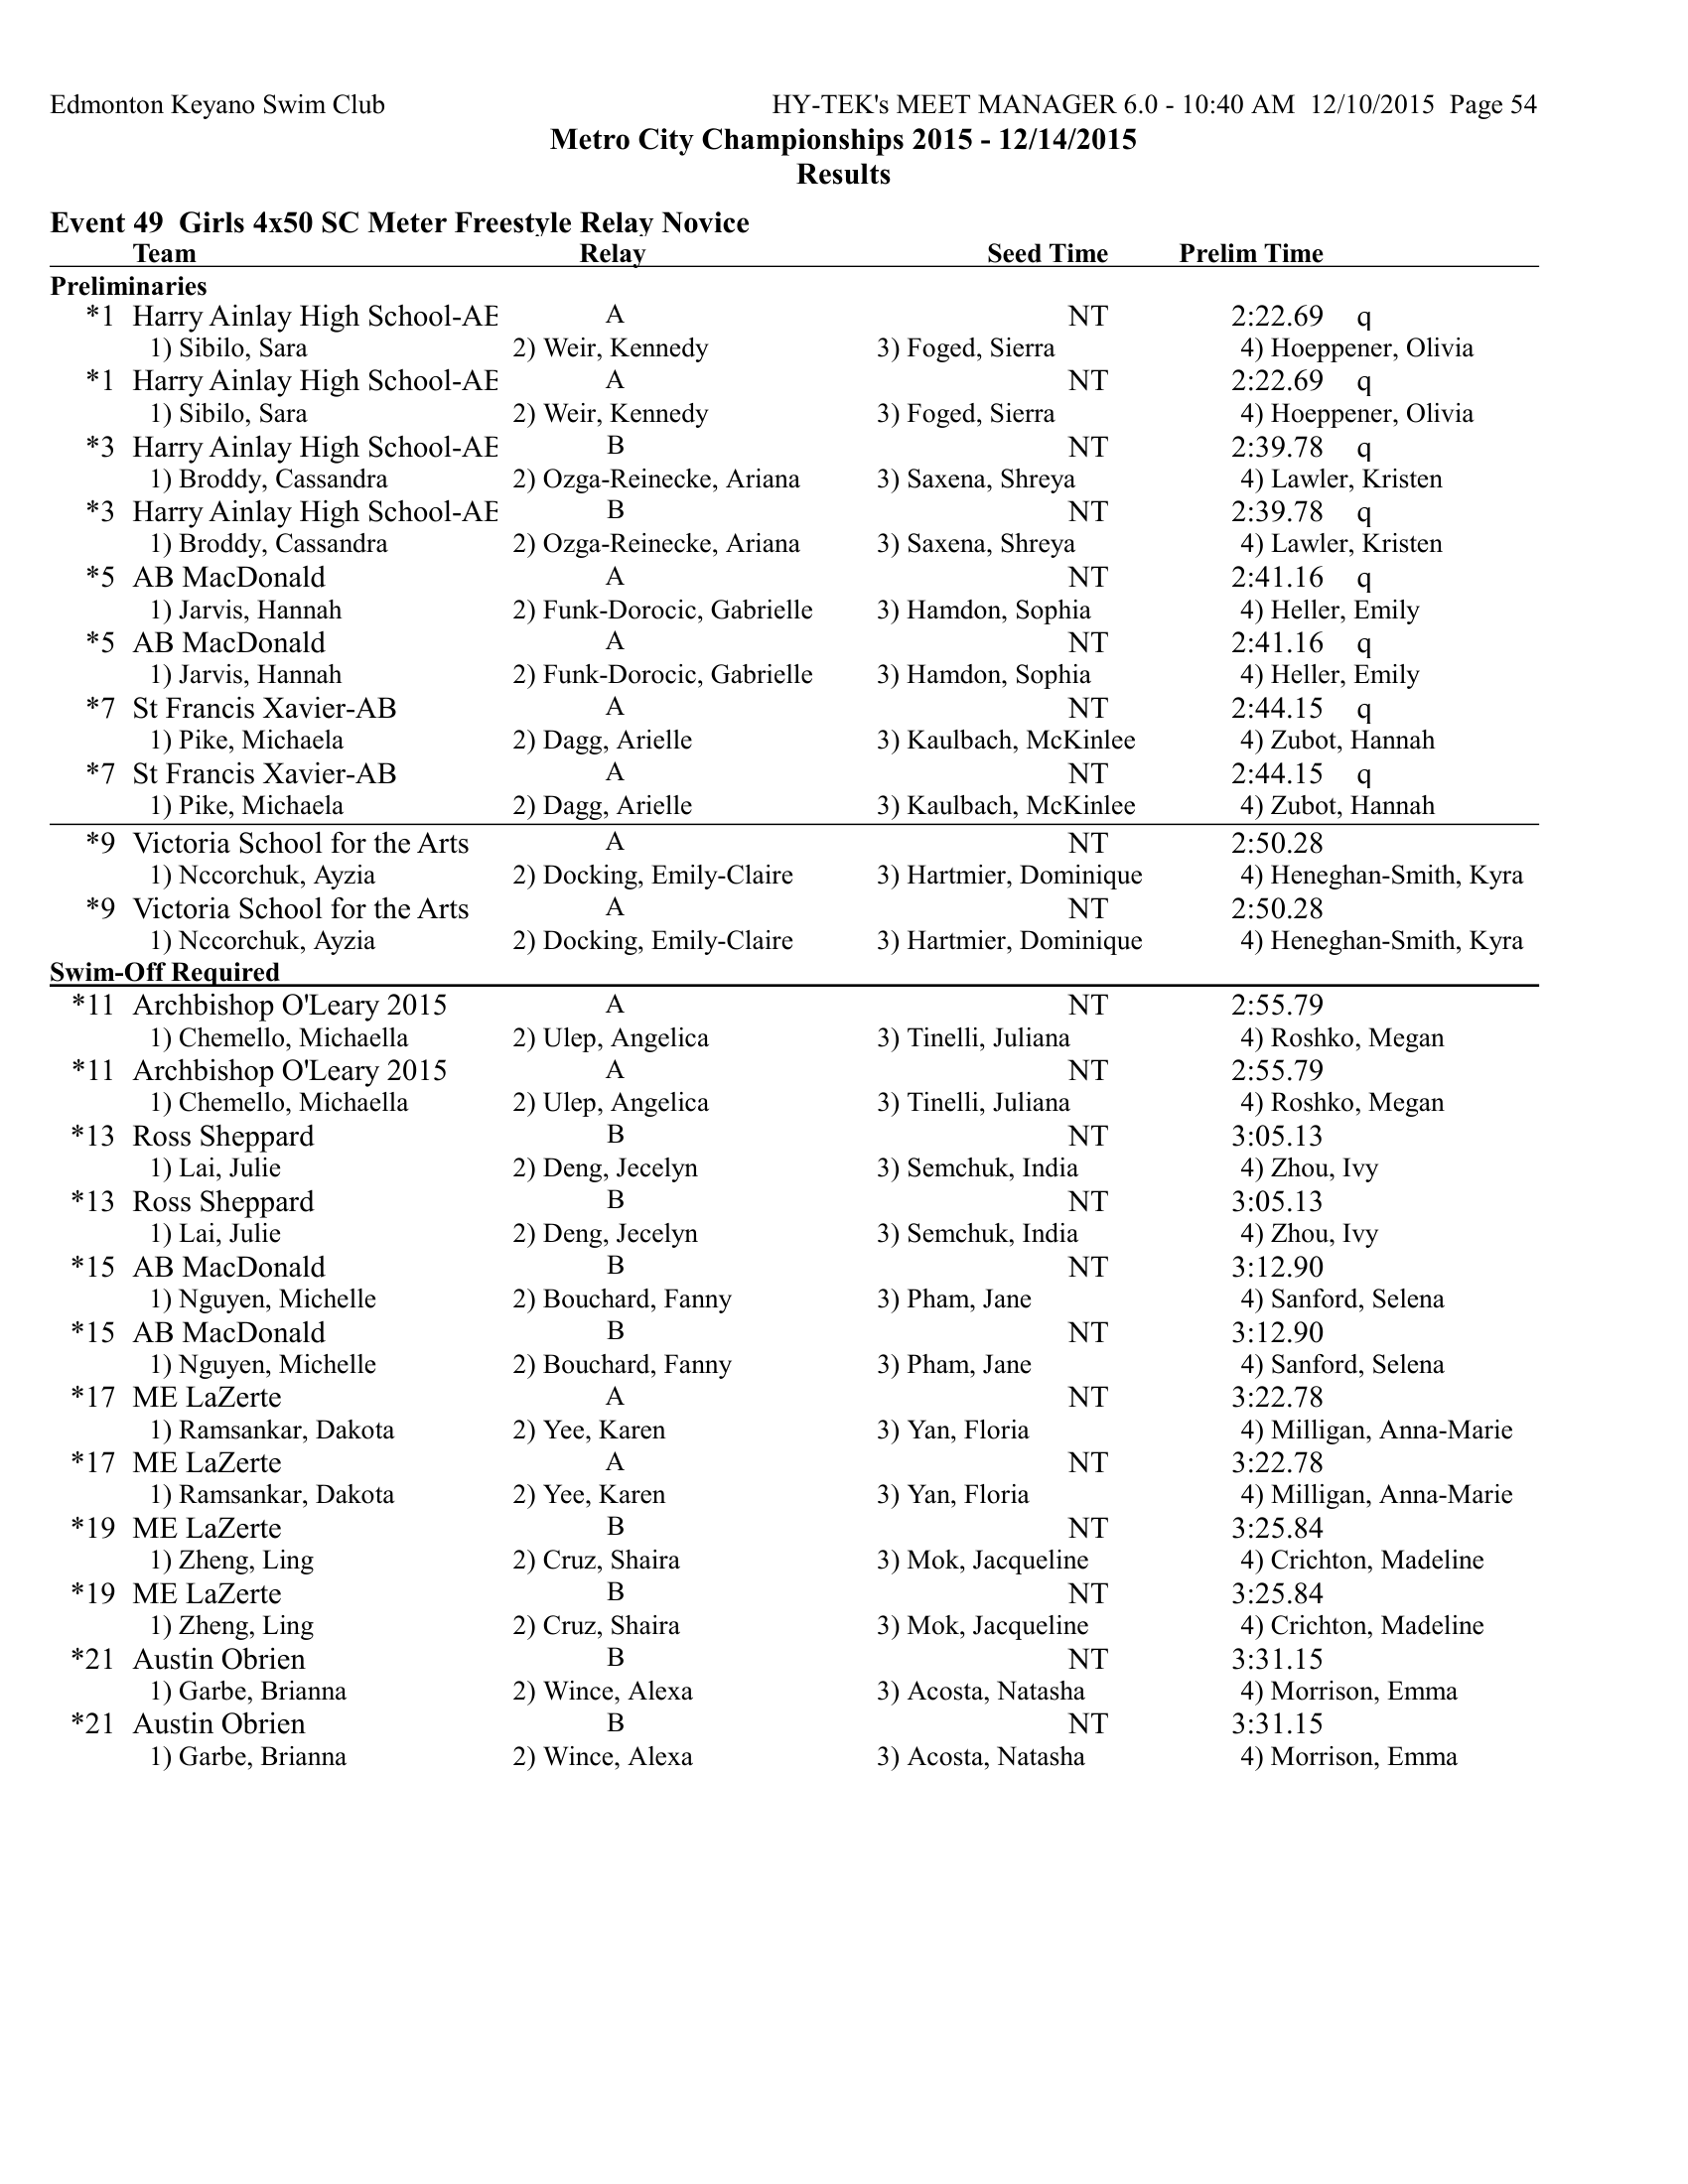 Edmonton Keyano Swim Club HY-TEK's MEET MANAGER 6.0 - 10:40 AM 12/10/2015 Page 54
Metro City Championships 2015 - 12/14/2015
Results
Event 49 Girls 4x50 SC Meter Freestyle Relay Novice
Team Relay Seed Time Prelim Time
Preliminaries
*1 Harry Ainlay High School-AB A NT 2:22.69 q
1) Sibilo, Sara 2) Weir, Kennedy 3) Foged, Sierra 4) Hoeppener, Olivia
*1 Harry Ainlay High School-AB A NT 2:22.69 q
1) Sibilo, Sara 2) Weir, Kennedy 3) Foged, Sierra 4) Hoeppener, Olivia
*3 Harry Ainlay High School-AB B NT 2:39.78 q
1) Broddy, Cassandra 2) Ozga-Reinecke, Ariana 3) Saxena, Shreya 4) Lawler, Kristen
*3 Harry Ainlay High School-AB B NT 2:39.78 q
1) Broddy, Cassandra 2) Ozga-Reinecke, Ariana 3) Saxena, Shreya 4) Lawler, Kristen
*5 AB MacDonald A NT 2:41.16 q
1) Jarvis, Hannah 2) Funk-Dorocic, Gabrielle 3) Hamdon, Sophia 4) Heller, Emily
*5 AB MacDonald A NT 2:41.16 q
1) Jarvis, Hannah 2) Funk-Dorocic, Gabrielle 3) Hamdon, Sophia 4) Heller, Emily
*7 St Francis Xavier-AB A NT 2:44.15 q
1) Pike, Michaela 2) Dagg, Arielle 3) Kaulbach, McKinlee 4) Zubot, Hannah
*7 St Francis Xavier-AB A NT 2:44.15 q
1) Pike, Michaela 2) Dagg, Arielle 3) Kaulbach, McKinlee 4) Zubot, Hannah
*9 Victoria School for the Arts A NT 2:50.28
1) Nccorchuk, Ayzia 2) Docking, Emily-Claire 3) Hartmier, Dominique 4) Heneghan-Smith, Kyra
*9 Victoria School for the Arts A NT 2:50.28
1) Nccorchuk, Ayzia 2) Docking, Emily-Claire 3) Hartmier, Dominique 4) Heneghan-Smith, Kyra
Swim-Off Required
*11 Archbishop O'Leary 2015 A NT 2:55.79
1) Chemello, Michaella 2) Ulep, Angelica 3) Tinelli, Juliana 4) Roshko, Megan
*11 Archbishop O'Leary 2015 A NT 2:55.79
1) Chemello, Michaella 2) Ulep, Angelica 3) Tinelli, Juliana 4) Roshko, Megan
*13 Ross Sheppard B NT 3:05.13
1) Lai, Julie 2) Deng, Jecelyn 3) Semchuk, India 4) Zhou, Ivy
*13 Ross Sheppard B NT 3:05.13
1) Lai, Julie 2) Deng, Jecelyn 3) Semchuk, India 4) Zhou, Ivy
*15 AB MacDonald B NT 3:12.90
1) Nguyen, Michelle 2) Bouchard, Fanny 3) Pham, Jane 4) Sanford, Selena
*15 AB MacDonald B NT 3:12.90
1) Nguyen, Michelle 2) Bouchard, Fanny 3) Pham, Jane 4) Sanford, Selena
*17 ME LaZerte A NT 3:22.78
1) Ramsankar, Dakota 2) Yee, Karen 3) Yan, Floria 4) Milligan, Anna-Marie
*17 ME LaZerte A NT 3:22.78
1) Ramsankar, Dakota 2) Yee, Karen 3) Yan, Floria 4) Milligan, Anna-Marie
*19 ME LaZerte B NT 3:25.84
1) Zheng, Ling 2) Cruz, Shaira 3) Mok, Jacqueline 4) Crichton, Madeline
*19 ME LaZerte B NT 3:25.84
1) Zheng, Ling 2) Cruz, Shaira 3) Mok, Jacqueline 4) Crichton, Madeline
*21 Austin Obrien B NT 3:31.15
1) Garbe, Brianna 2) Wince, Alexa 3) Acosta, Natasha 4) Morrison, Emma
*21 Austin Obrien B NT 3:31.15
1) Garbe, Brianna 2) Wince, Alexa 3) Acosta, Natasha 4) Morrison, Emma